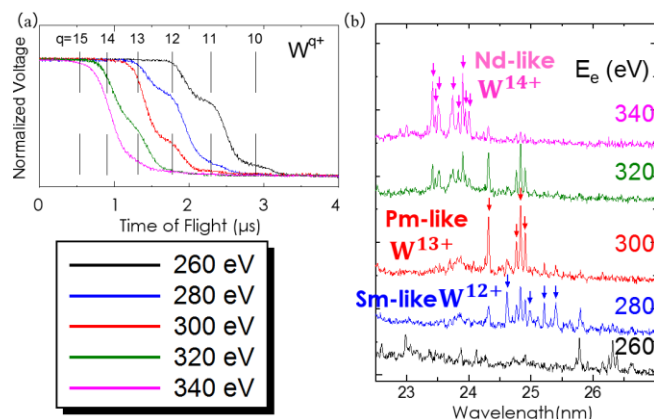 (a)
q=15 14 13 12 11 10
W^{q+}
Normalized Voltage
0 1 2 3 4
Time of Flight (μs)
260 eV
280 eV
300 eV
320 eV
340 eV
(b)
Nd-like
W^{14+}
E_e (eV)
340
320
Pm-like
W^{13+}
300
Sm-like W^{12+}
280
260
23 24 25 26
Wavelength(nm)